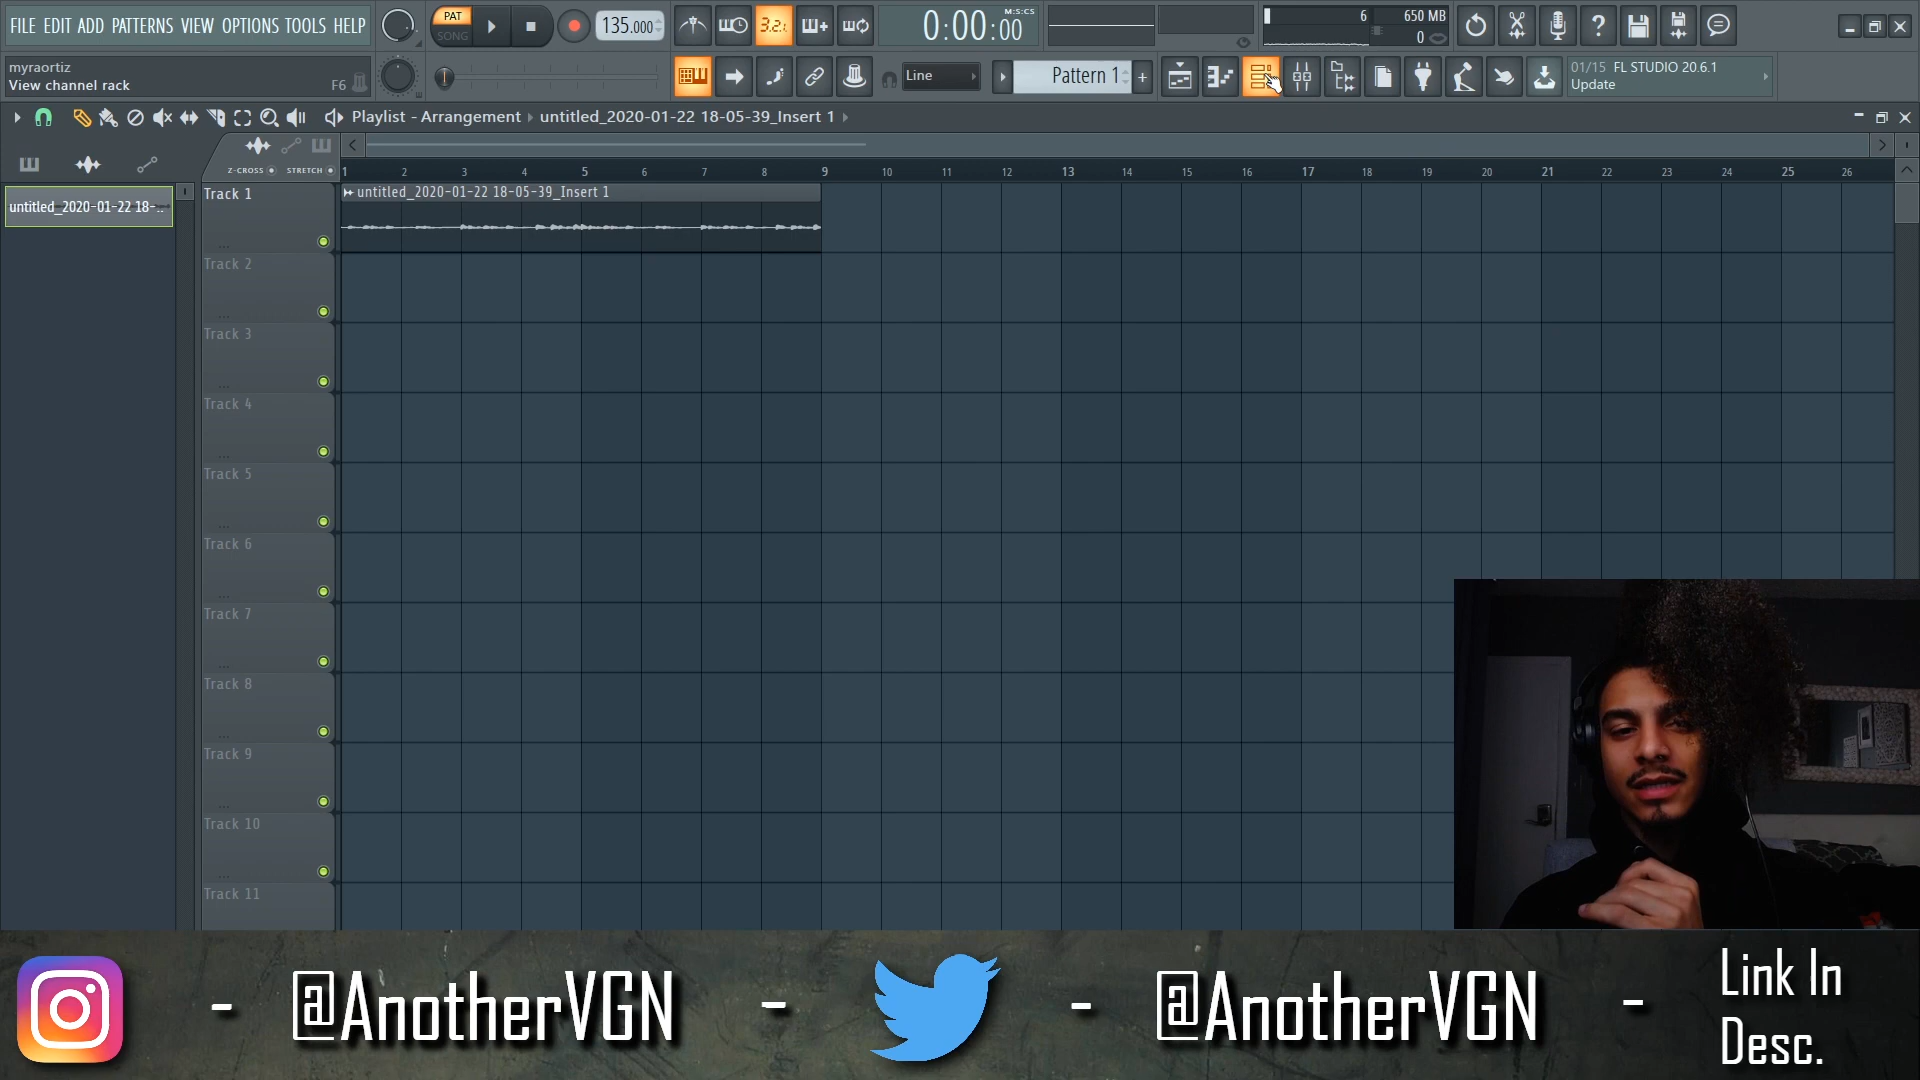 FILE EDIT ADD PATTERNS VIEW OPTIONS TOOLS HELP
PAT
SONG
135.000
3.2.
0:00:00
M:S:CS
6
650 MB
0
myraortiz
View channel rack
F6
Line
Pattern 1
+
01/15 FL STUDIO 20.6.1
Update
Playlist - Arrangement
untitled_2020-01-22 18-05-39_Insert 1
Z-CROSS
STRETCH
1 2 3 4 5 6 7 8 9 10 11 12 13 14 15 16 17 18 19 20 21 22 23 24 25 26
untitled_2020-01-22 18-..
Track 1
untitled_2020-01-22 18-05-39_Insert 1
Track 2
Track 3
Track 4
Track 5
Track 6
Track 7
Track 8
Track 9
Track 10
Track 11
- @AnotherVGN - - @AnotherVGN - Link In
Desc.